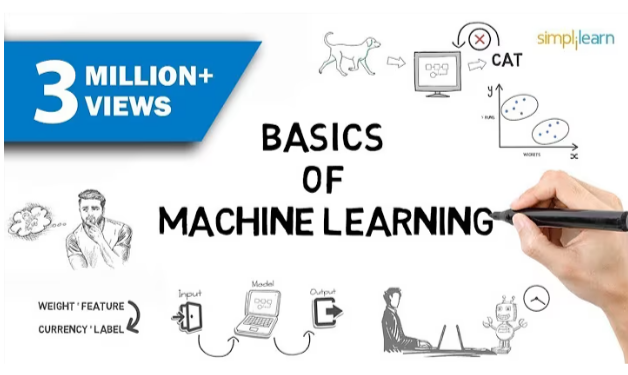 3 MILLION+
VIEWS
simplilearn
CAT
y
x
BASICS
OF
MACHINE LEARNING
WEIGHT ' FEATURE
CURRENCY ' LABEL
Input
Model
Output